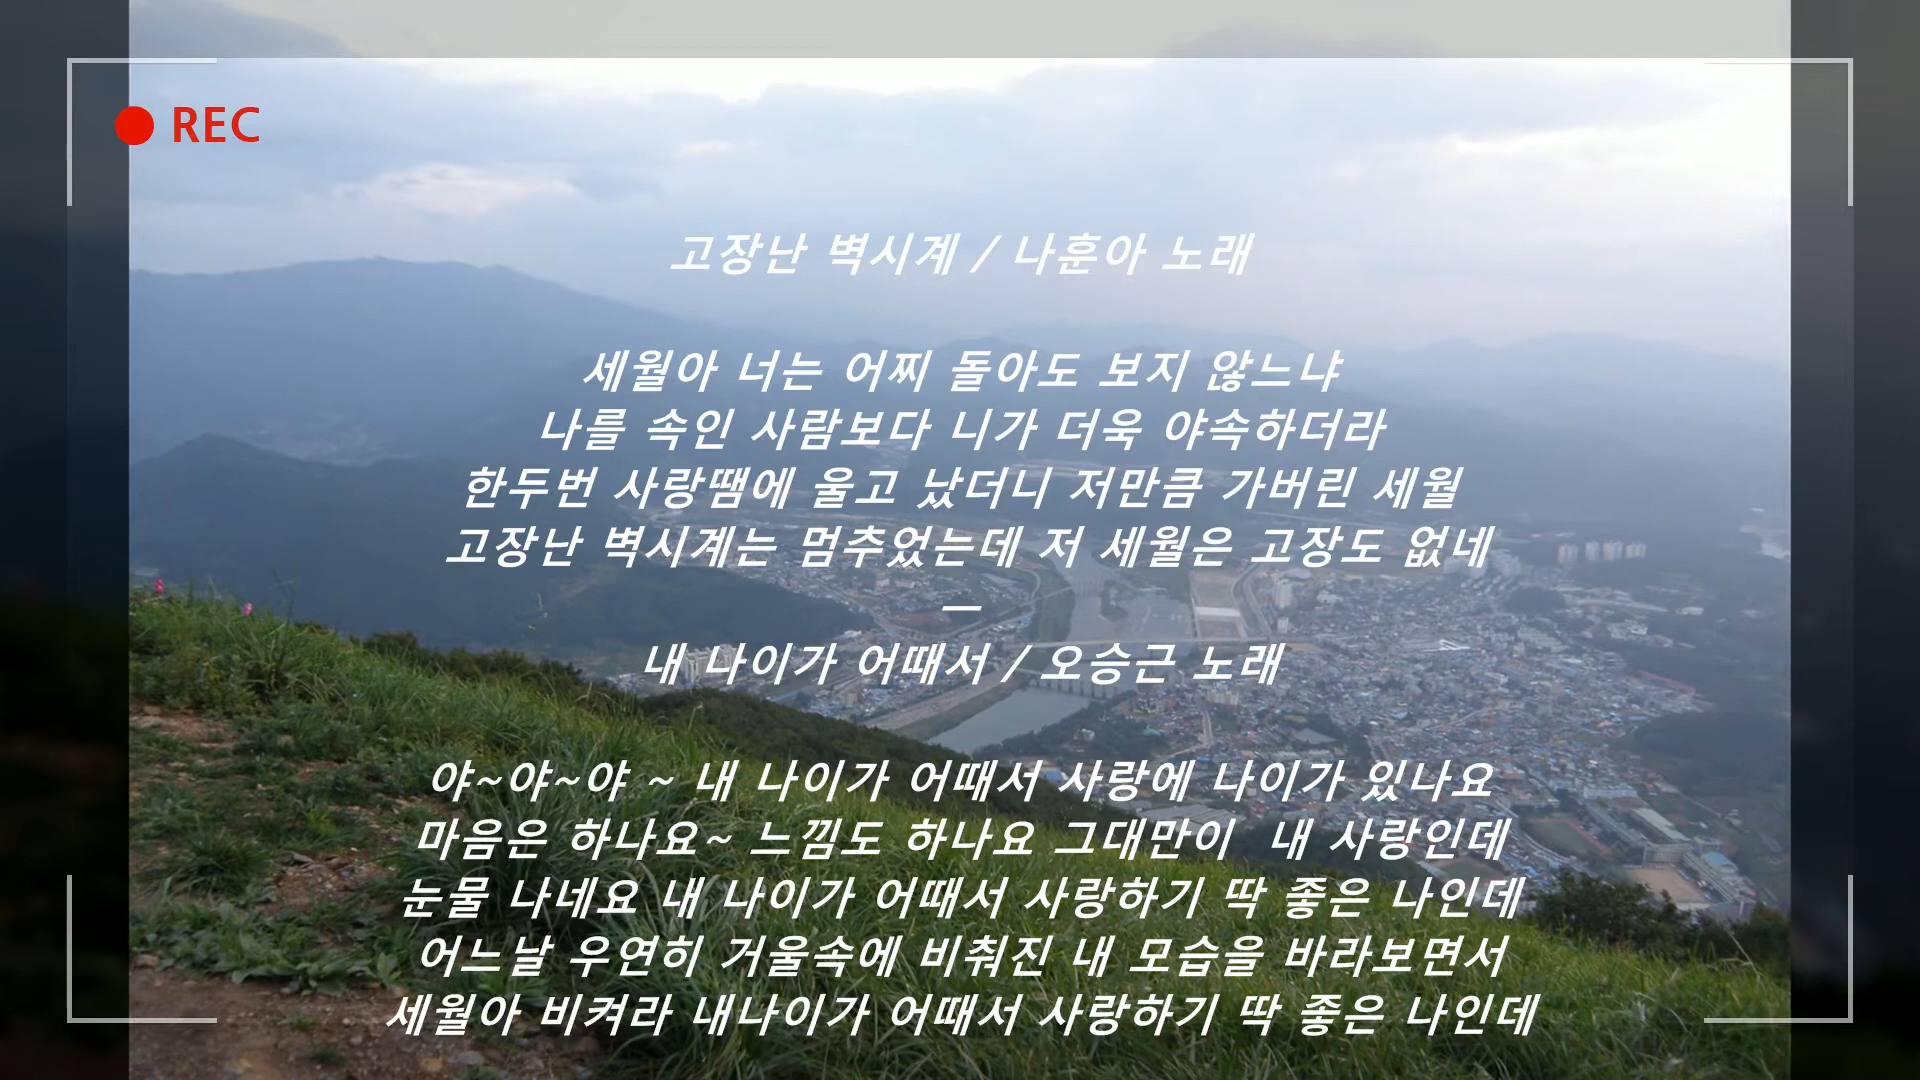 REC
고장난 벽시계 / 나훈아 노래
세월아 너는 어찌 돌아도 보지 않느냐
나를 속인 사람보다 니가 더욱 야속하더라
한두번 사랑땜에 울고 났더니 저만큼 가버린 세월
고장난 벽시계는 멈추었는데 저 세월은 고장도 없네
—
내 나이가 어때서 / 오승근 노래
야~야~야 ~ 내 나이가 어때서 사랑에 나이가 있나요
마음은 하나요~ 느낌도 하나요 그대만이  내 사랑인데
눈물 나네요 내 나이가 어때서 사랑하기 딱 좋은 나인데
어느날 우연히 거울속에 비춰진 내 모습을 바라보면서
세월아 비켜라 내나이가 어때서 사랑하기 딱 좋은 나인데